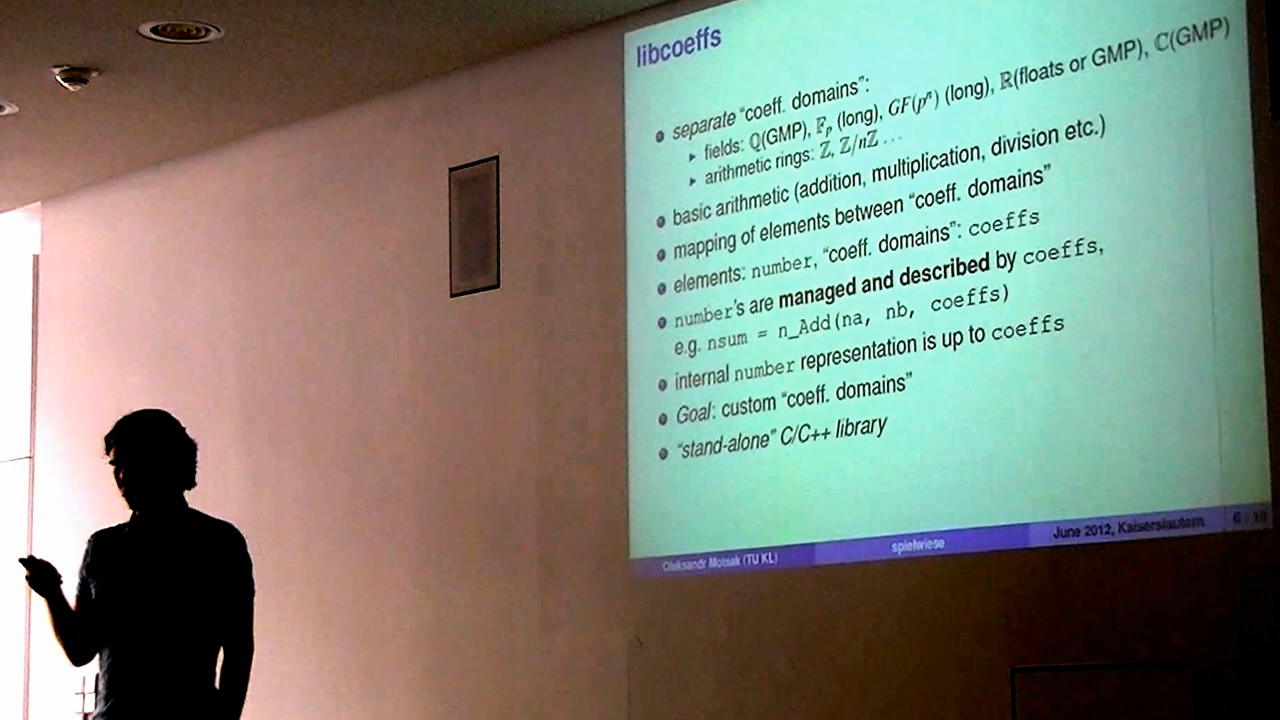 libcoeffs
separate “coeff. domains”:
fields: ℚ(GMP), 𝔽p (long), GF(pⁿ) (long), ℝ(floats or GMP), ℂ(GMP)
arithmetic rings: ℤ, ℤ/nℤ …
basic arithmetic (addition, multiplication, division etc.)
mapping of elements between “coeff. domains”
elements: number, “coeff. domains”: coeffs
number’s are managed and described by coeffs,
e.g. nsum = n_Add(na, nb, coeffs)
internal number representation is up to coeffs
Goal: custom “coeff. domains”
“stand-alone” C/C++ library
Oleksandr Motsak (TU KL) spielwiese June 2012, Kaiserslautern 6 /